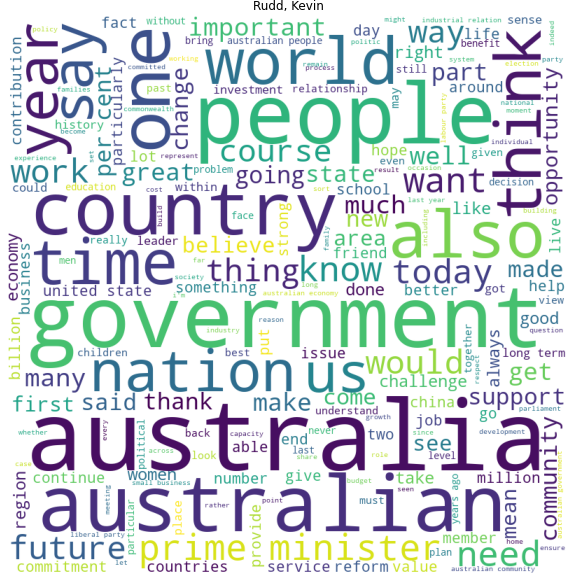 Rudd, Kevin
policy
fact
without
industrial relation
sense
might
bring
australian people
day
politic
benefit
indeed
important
way
life
year
say
one
world
think
right
system
election
party
committed
working
remain
process
still
families
commonwealth
become
past
investment
relationship
part
around
contribution
particularly
per cent
change
people
may
labour party
national
moment
opportunity
history
experience
set
represent
problem
course
hope
even
well
given
individual
occasion
decision
work
great
lot
going
state
education
could
within
cost
sort
school
result
want
last year
building
country
build
face
strong
much
new
like
including
also
live
economy
business
really
leader
believe
area
friend
family
men
far
time
society
thing
know
today
made
i'm
long
united state
something
done
better
got
help
view
australian economy
government
billion
industry
reason
put
good
question
children
best
issue
nation
us
would
together
respect
always
long term
get
many
challenge
first
said
thank
make
come
china
support
understand
job
go
parliament
growth
whether
every
political
back
capacity
never
two
see
since
development
australia
end
last
level
across
look
able
share
role
case
women
number
give
take
million
continue
small business
budget
years ago
region
meeting
place
australian
particular
rather
point
seen
must
mean
community
provide
member
home
future
prime minister
need
liberal party
plan
ensure
let
commitment
countries
service
reform
value
australian community